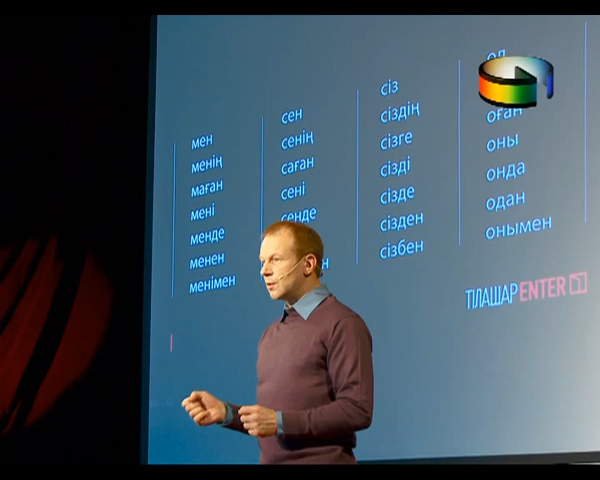 мен
менің
маған
мені
менде
менен
менімен
сен
сенің
саған
сені
сенде
сіз
сіздің
сізге
сізді
сізде
сізден
сізбен
ол
оған
оны
онда
одан
онымен
ТІЛАШАР ENTER